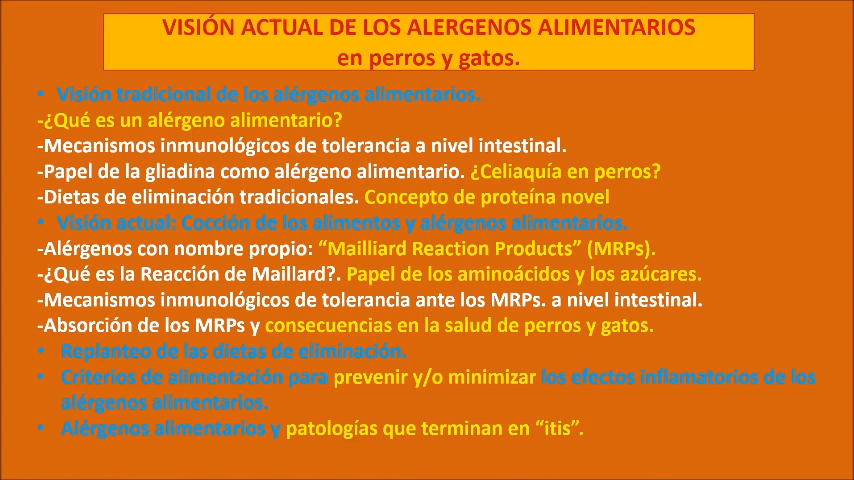 VISIÓN ACTUAL DE LOS ALERGENOS ALIMENTARIOS
en perros y gatos.
• Visión tradicional de los alérgenos alimentarios.
-¿Qué es un alérgeno alimentario?
-Mecanismos inmunológicos de tolerancia a nivel intestinal.
-Papel de la gliadina como alérgeno alimentario. ¿Celiaquía en perros?
-Dietas de eliminación tradicionales. Concepto de proteína novel
• Visión actual: Cocción de los alimentos y alérgenos alimentarios.
-Alérgenos con nombre propio: “Mailliard Reaction Products” (MRPs).
-¿Qué es la Reacción de Maillard?. Papel de los aminoácidos y los azúcares.
-Mecanismos inmunológicos de tolerancia ante los MRPs. a nivel intestinal.
-Absorción de los MRPs y consecuencias en la salud de perros y gatos.
• Replanteo de las dietas de eliminación.
• Criterios de alimentación para prevenir y/o minimizar los efectos inflamatorios de los
alérgenos alimentarios.
• Alérgenos alimentarios y patologías que terminan en “itis”.